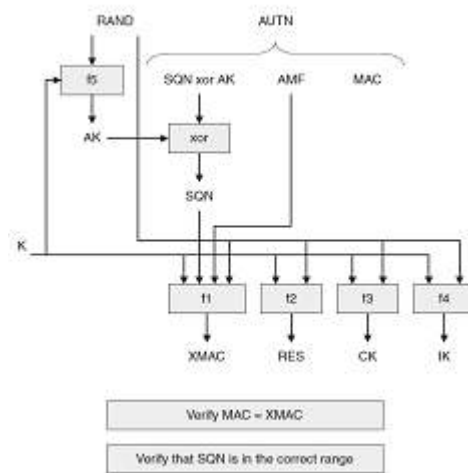 RAND AUTN
f5 SQN xor AK AMF MAC
AK xor
SQN
K
f1 f2 f3 f4
XMAC RES CK IK
Verify MAC = XMAC
Verify that SQN is in the correct range